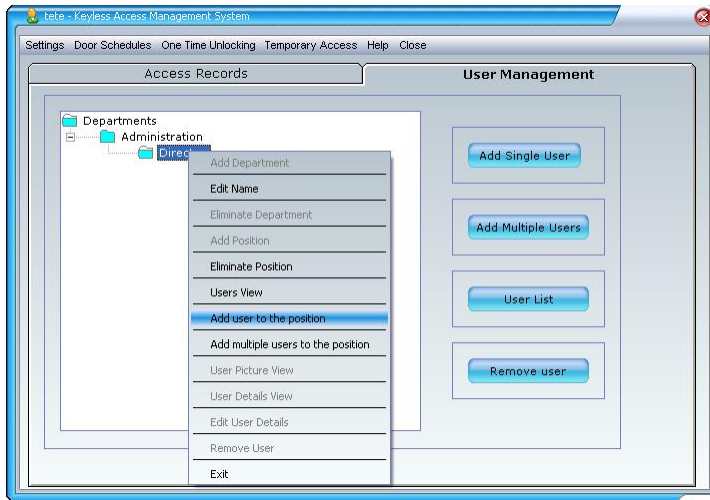 tete - Keyless Access Management System
Settings Door Schedules One Time Unlocking Temporary Access Help Close
Access Records
User Management
Departments
Administration
Add Department
Edit Name
Eliminate Department
Add Position
Eliminate Position
Users View
Add user to the position
Add multiple users to the position
User Picture View
User Details View
Edit User Details
Remove User
Exit
Add Single User
Add Multiple Users
User List
Remove user